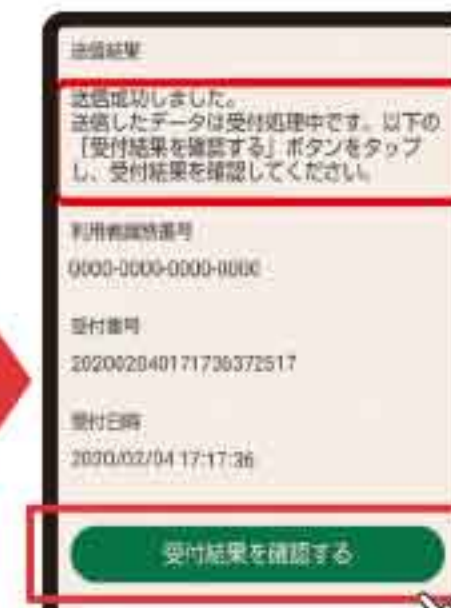 送信結果
送信成功しました。
送信したデータは受付処理中です。以下の
「受付結果を確認する」ボタンをタップ
し、受付結果を確認してください。
利用者識別番号
0000-0000-0000-0000
受付番号
202002040171736372517
受付日時
2020/02/04 17:17:36
受付結果を確認する